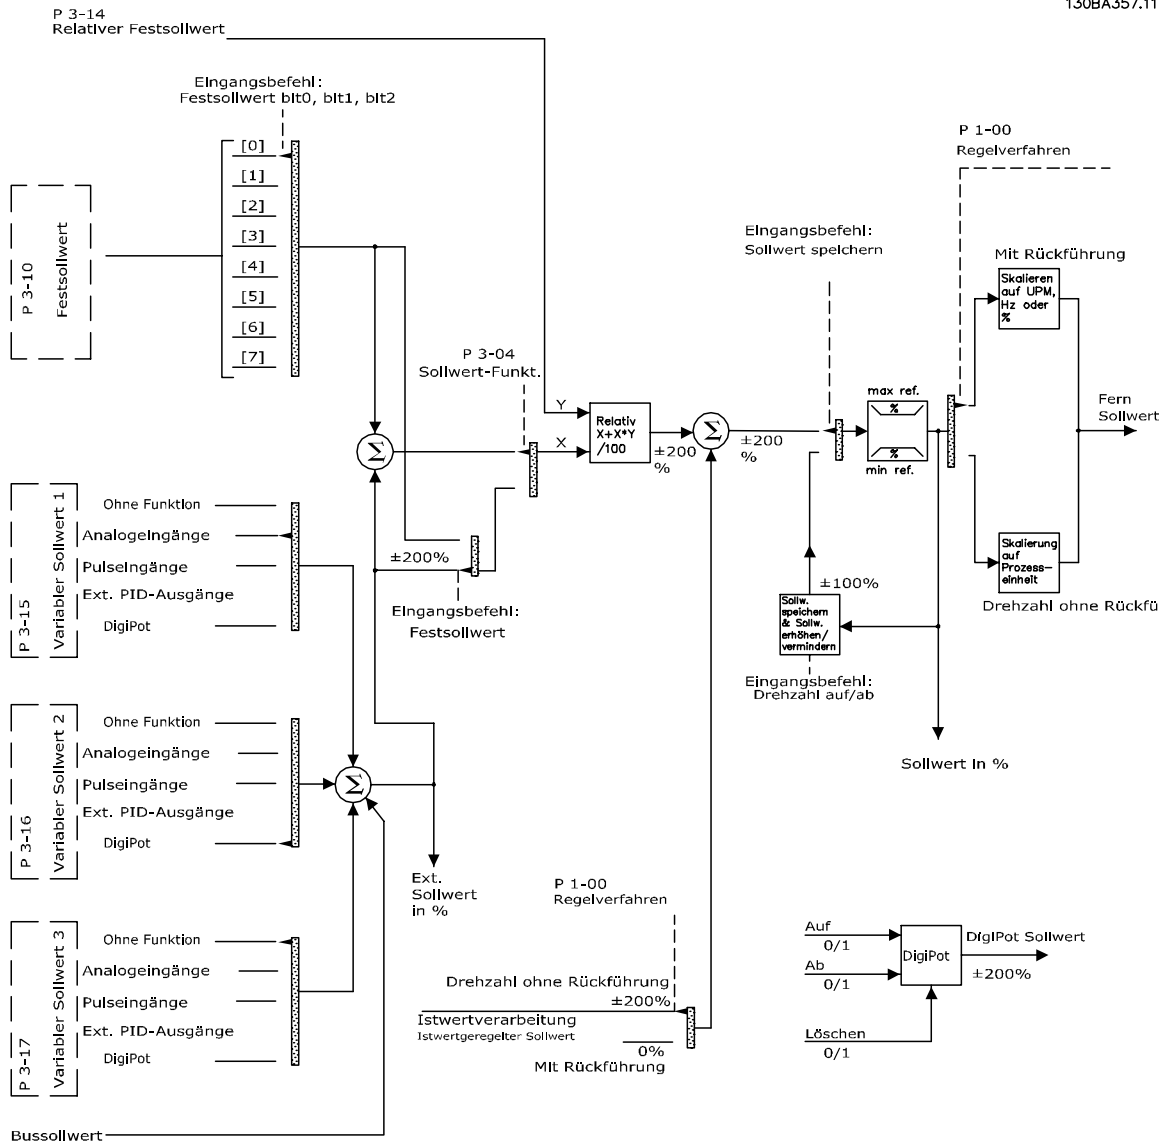 130BA357.11
P 3-14
Relativer Festsollwert
Eingangsbefehl:
Festsollwert bit0, bit1, bit2
[0]
[1]
[2]
[3]
[4]
[5]
[6]
[7]
P 3-10
Festsollwert
P 1-00
Regelverfahren
Eingangsbefehl:
Sollwert speichern
Mit Rückführung
Skalieren
auf UPM,
Hz oder
%
P 3-04
Sollwert-Funkt.
Y
X
Relativ
X+X*Y
/100
±200
%
Σ
±200
%
max ref.
%
%
min ref.
Fern
Sollwert
Σ
±200%
Eingangsbefehl:
Festsollwert
Skalierung
auf
Prozess-
einheit
Drehzahl ohne Rückfü
±100%
Sollw.
speichern
& Sollw.
erhöhen/
vermindern
Eingangsbefehl:
Drehzahl auf/ab
Sollwert in %
P 3-15
Variabler Sollwert 1
Ohne Funktion
Analogeingänge
Pulseingänge
Ext. PID-Ausgänge
DigiPot
P 3-16
Variabler Sollwert 2
Ohne Funktion
Analogeingänge
Pulseingänge
Ext. PID-Ausgänge
DigiPot
Σ
Ext.
Sollwert
in %
P 3-17
Variabler Sollwert 3
Ohne Funktion
Analogeingänge
Pulseingänge
Ext. PID-Ausgänge
DigiPot
Bussollwert
P 1-00
Regelverfahren
Drehzahl ohne Rückführung
±200%
Istwertverarbeitung
Istwertgeregelter Sollwert
0%
Mit Rückführung
Auf
0/1
Ab
0/1
Löschen
0/1
DigiPot
DigiPot Sollwert
±200%